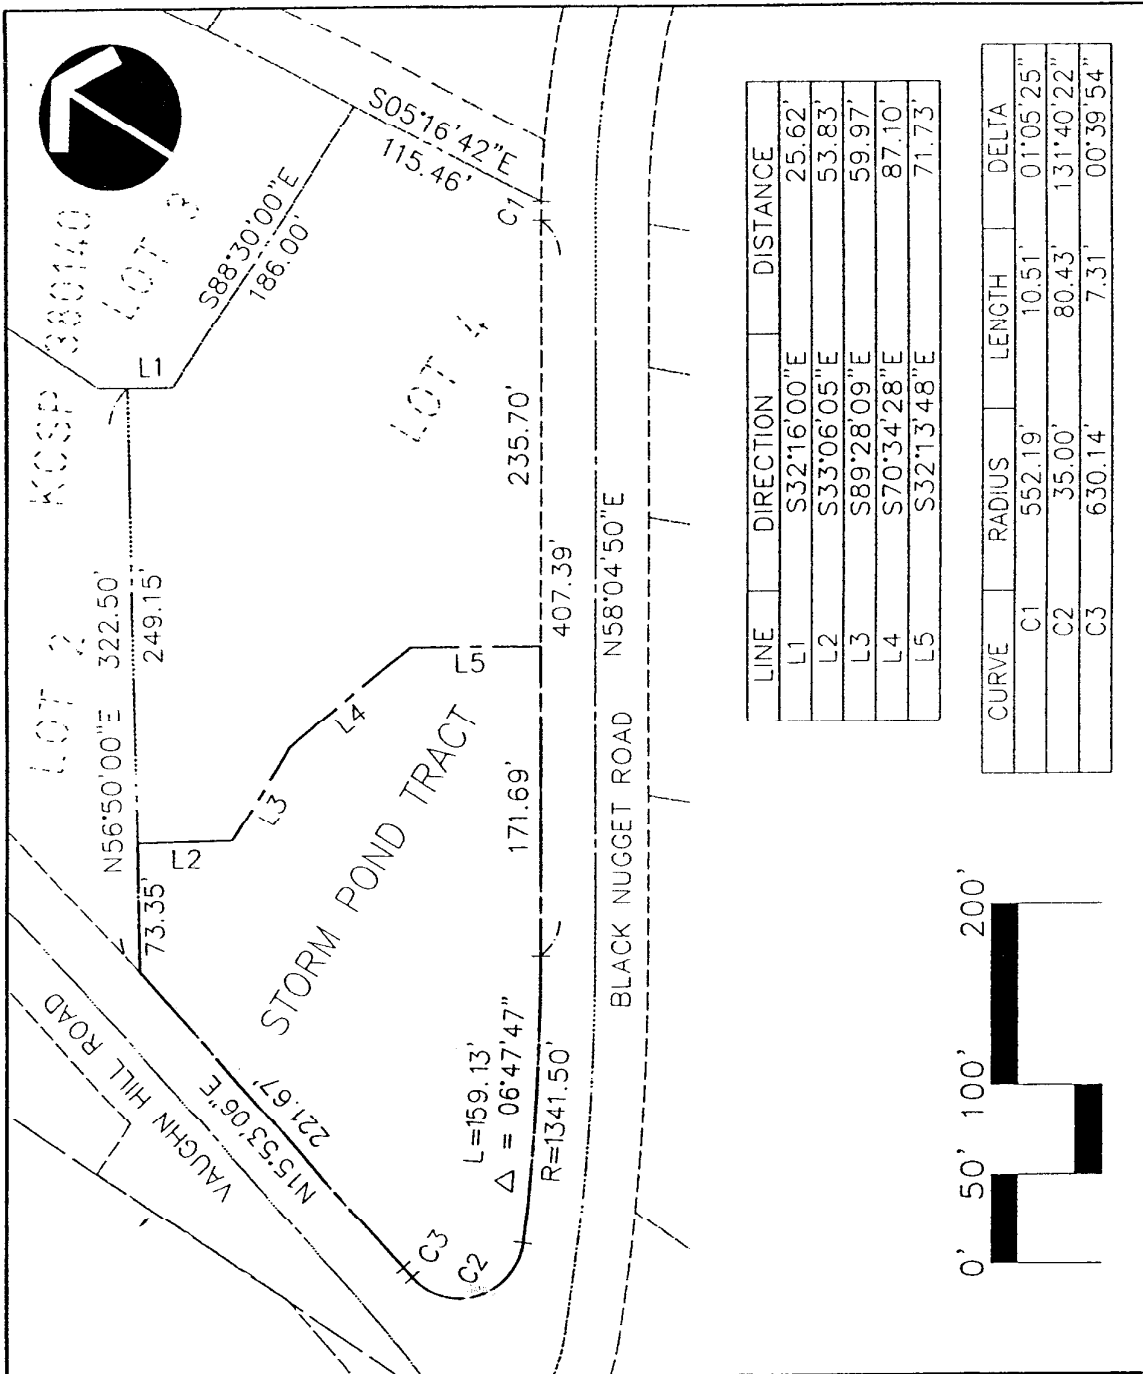 KCSP 380140
LOT 3
LOT 2
LOT 4
S05°16'42"E
115.46'
S88°30'00"E
186.00'
C1
L1
N56°50'00"E 322.50'
249.15'
73.35'
L2
L3
L4
L5
235.70'
407.39'
171.69'
STORM POND TRACT
VAUGHN HILL ROAD
N15°53'06"E
221.67'
L=159.13'
Δ = 06°47'47"
R=1341.50'
C3
C2
BLACK NUGGET ROAD N58°04'50"E
LINE DIRECTION DISTANCE
L1 S32°16'00"E 25.62'
L2 S33°06'05"E 53.83'
L3 S89°28'09"E 59.97'
L4 S70°34'28"E 87.10'
L5 S32°13'48"E 71.73'
CURVE RADIUS LENGTH DELTA
C1 552.19' 10.51' 01°05'25"
C2 35.00' 80.43' 131°40'22"
C3 630.14' 7.31' 00°39'54"
0' 50' 100' 200'